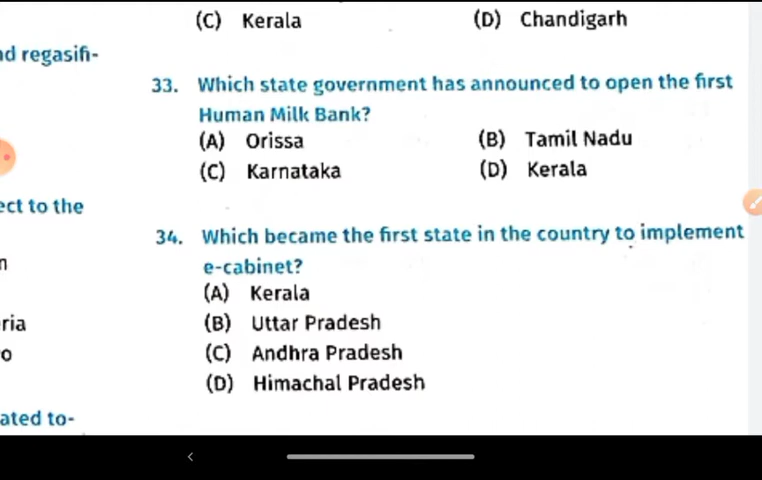 (C) Kerala (D) Chandigarh
nd regasifi-
33. Which state government has announced to open the first
Human Milk Bank?
(A) Orissa (B) Tamil Nadu
(C) Karnataka (D) Kerala
ect to the
34. Which became the first state in the country to implement
e-cabinet?
(A) Kerala
(B) Uttar Pradesh
ria
(C) Andhra Pradesh
(D) Himachal Pradesh
ated to-